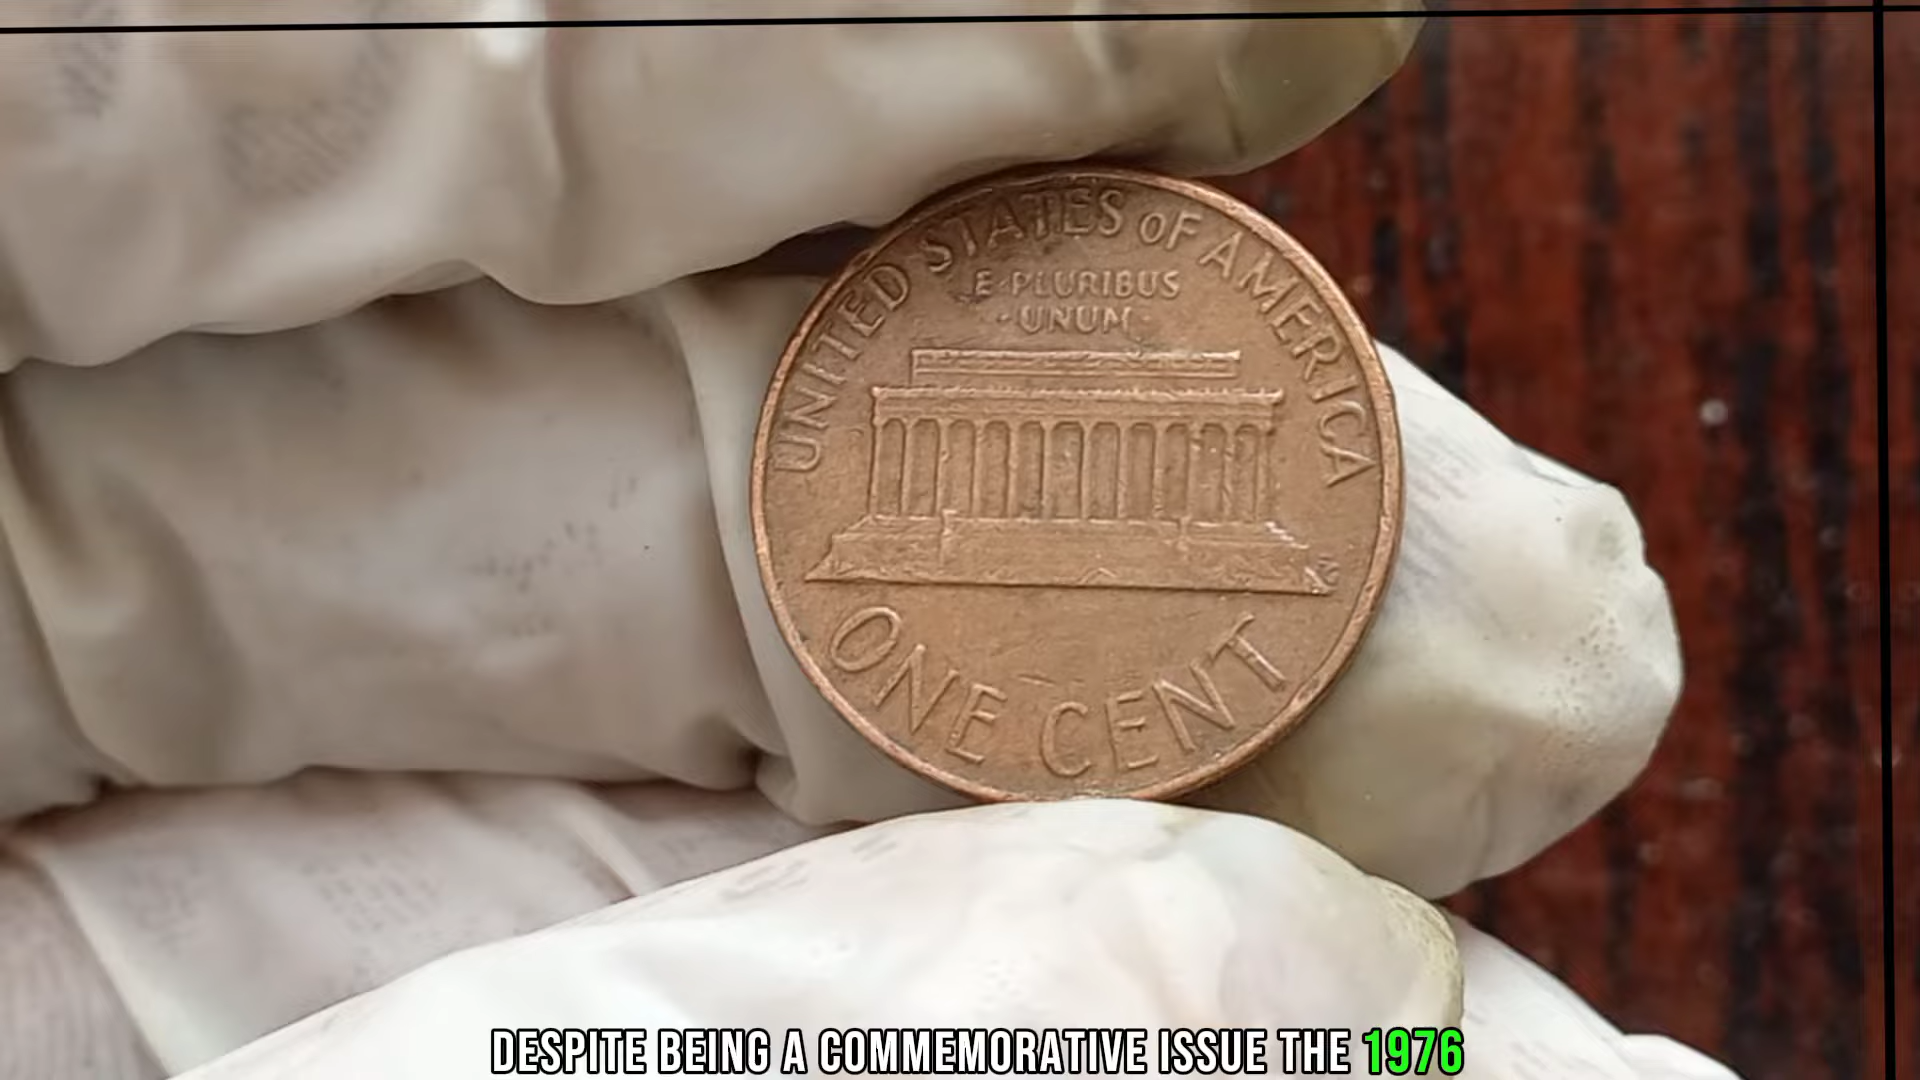 UNITED STATES OF AMERICA
E·PLURIBUS
·UNUM·
ONE CENT
DESPITE BEING A COMMEMORATIVE ISSUE THE 1976